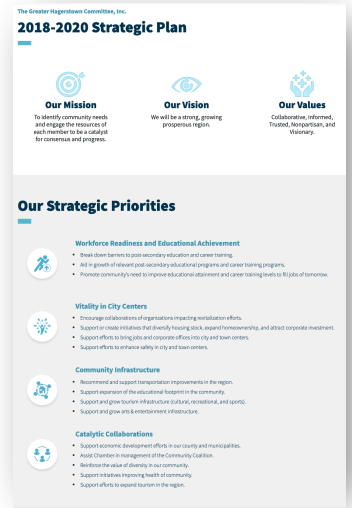 The Greater Hagerstown Committee, Inc.
2018-2020 Strategic Plan
Our Mission
To identify community needs
and engage the resources of
each member to be a catalyst
for consensus and progress.
Our Vision
We will be a strong, growing
prosperous region.
Our Values
Collaborative, Informed,
Trusted, Nonpartisan, and
Visionary.
Our Strategic Priorities
Workforce Readiness and Educational Achievement
• Break down barriers to post-secondary education and career training.
• Aid in growth of relevant post-secondary educational programs and career training programs.
• Promote community's need to improve educational attainment and career training levels to fill jobs of tomorrow.
Vitality in City Centers
• Encourage collaborations of organizations impacting revitalization efforts.
• Support or create initiatives that diversify housing stock, expand homeownership, and attract corporate investment.
• Support efforts to bring jobs and corporate offices into city and town centers.
• Support efforts to enhance safety in city and town centers.
Community Infrastructure
• Recommend and support transportation improvements in the region.
• Support expansion of the educational footprint in the community.
• Support and grow tourism infrastructure (cultural, recreational, and sports).
• Support and grow arts & entertainment infrastructure.
Catalytic Collaborations
• Support economic development efforts in our county and municipalities.
• Assist Chamber in management of the Community Coalition.
• Reinforce the value of diversity in our community.
• Support initiatives improving health of community.
• Support efforts to expand tourism in the region.